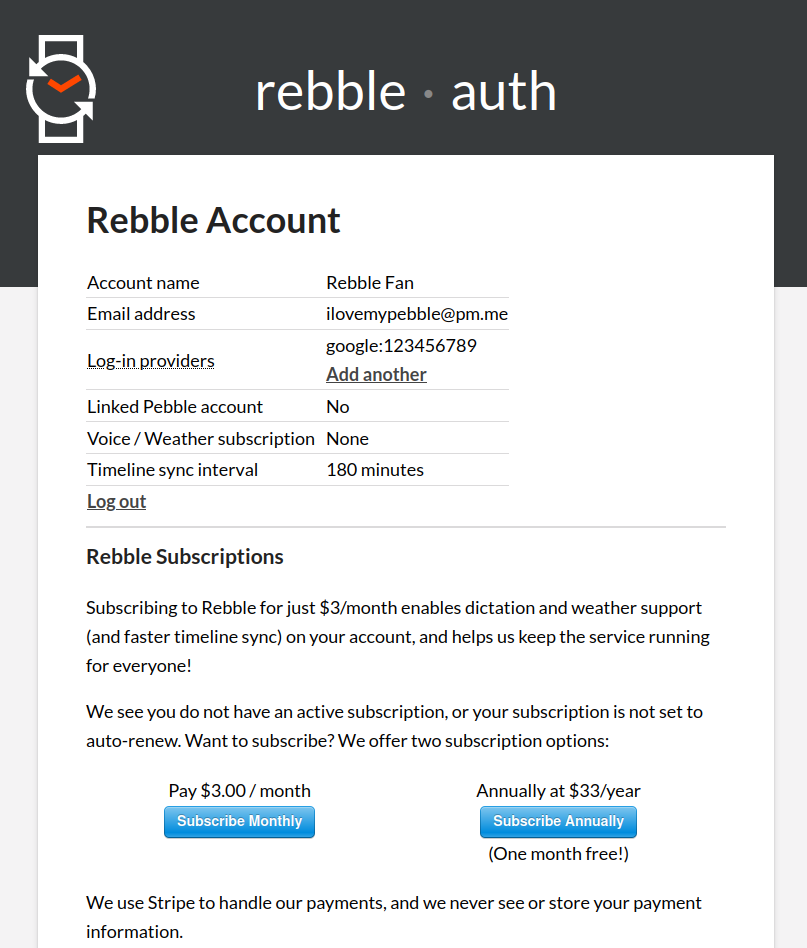 rebble · auth
Rebble Account
Account name Rebble Fan
Email address ilovemypebble@pm.me
Log-in providers google:123456789
Add another
Linked Pebble account No
Voice / Weather subscription None
Timeline sync interval 180 minutes
Log out
Rebble Subscriptions
Subscribing to Rebble for just $3/month enables dictation and weather support
(and faster timeline sync) on your account, and helps us keep the service running
for everyone!
We see you do not have an active subscription, or your subscription is not set to
auto-renew. Want to subscribe? We offer two subscription options:
Pay $3.00 / month Annually at $33/year
Subscribe Monthly Subscribe Annually
(One month free!)
We use Stripe to handle our payments, and we never see or store your payment
information.